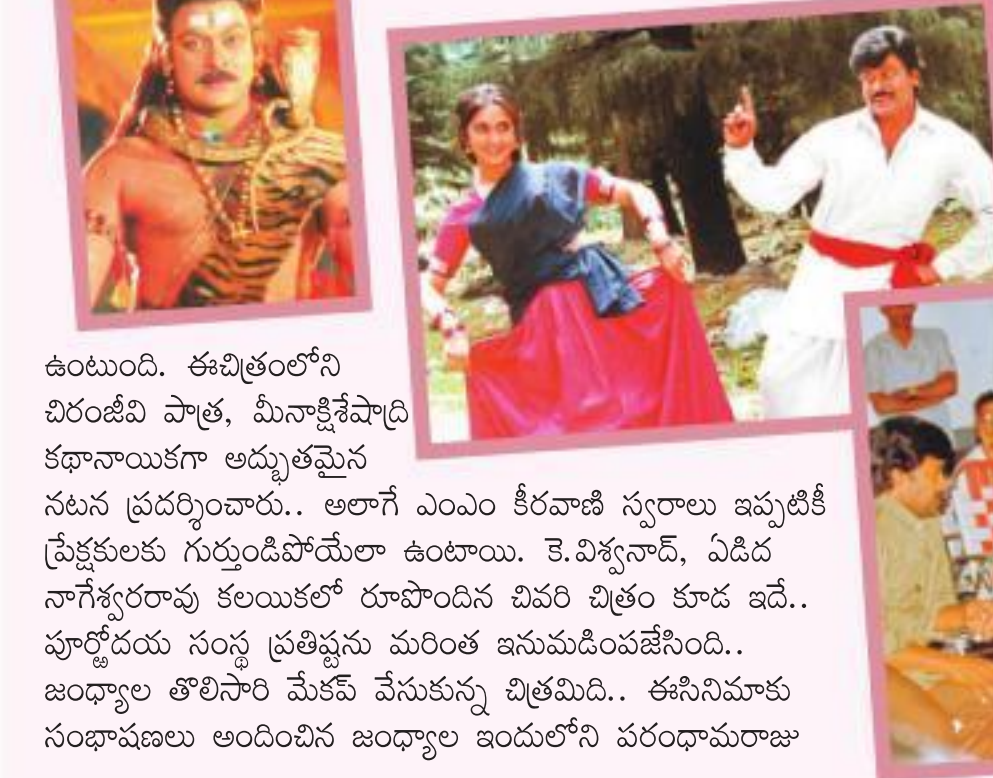 ఉంటుంది. ఈచిత్రంలోని
చిరంజీవి పాత్ర, మీనాక్షిశేషాద్రి
కథానాయికగా అద్భుతమైన
నటన ప్రదర్శించారు.. అలాగే ఎంఎం కీరవాణి స్వరాలు ఇప్పటికీ
ప్రేక్షకులకు గుర్తుండిపోయేలా ఉంటాయి. కె.విశ్వనాద్, ఏడిద
నాగేశ్వరరావు కలయికలో రూపొందిన చివరి చిత్రం కూడ ఇదే..
పూర్ణోదయ సంస్థ ప్రతిష్టను మరింత ఇనుమడింపజేసింది..
జంధ్యాల తొలిసారి మేకప్ వేసుకున్న చిత్రమిది.. ఈసినిమాకు
సంభాషణలు అందించిన జంధ్యాల ఇందులోని పరంధామరాజు